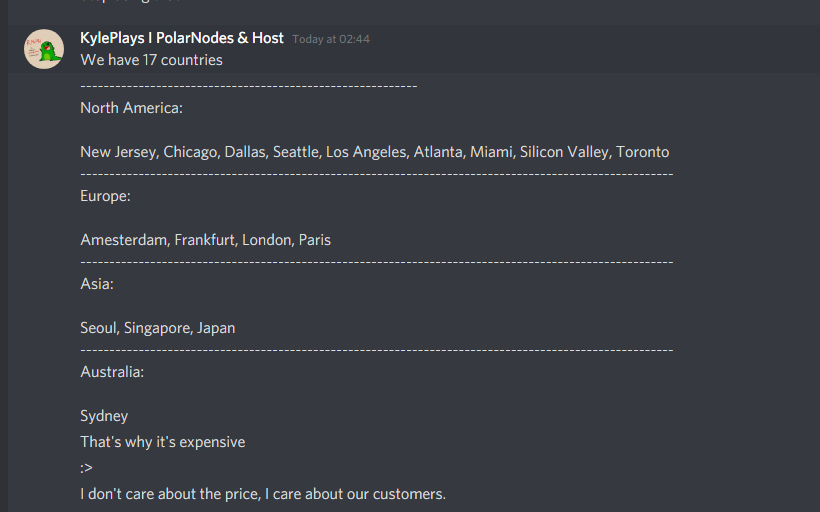 KylePlays I PolarNodes & Host Today at 02:44
We have 17 countries
----------------------------------------------------------
North America:
New Jersey, Chicago, Dallas, Seattle, Los Angeles, Atlanta, Miami, Silicon Valley, Toronto
------------------------------------------------------------------------------------------------------
Europe:
Amesterdam, Frankfurt, London, Paris
------------------------------------------------------------------------------------------------------
Asia:
Seoul, Singapore, Japan
------------------------------------------------------------------------------------------------------
Australia:
Sydney
That's why it's expensive
:>
I don't care about the price, I care about our customers.